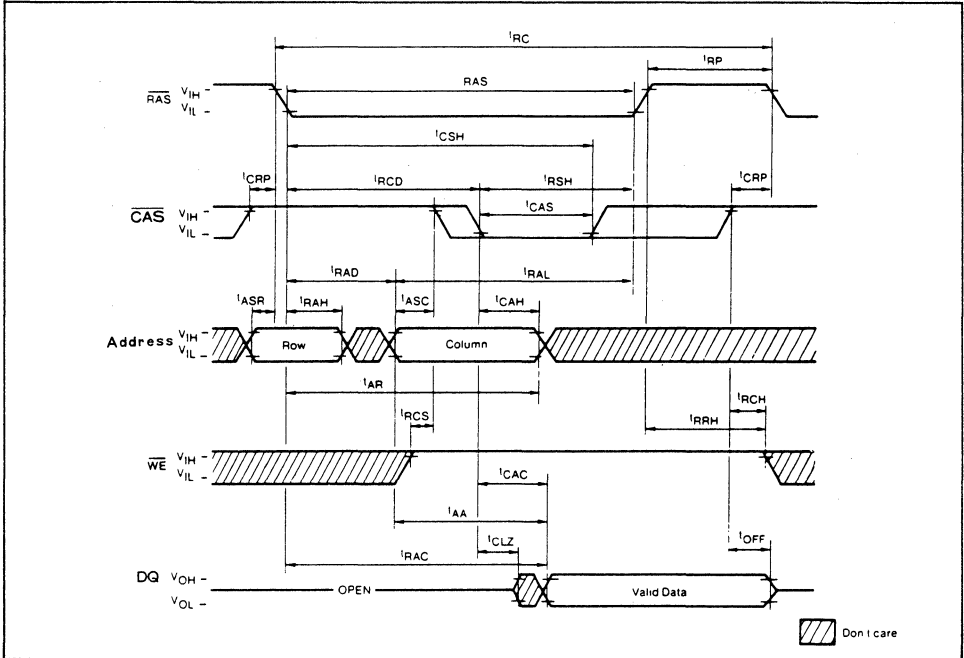 tRC
tRP
RAS VIH
VIL
RAS
tCSH
tCRP
tRCD
tRSH
tCRP
CAS VIH
VIL
tCAS
tRAD
tRAL
tASR
tRAH
tASC
tCAH
Address VIH
VIL
Row
Column
tAR
tRCS
tRCH
tRRH
WE VIH
VIL
tCAC
tAA
tCLZ
tOFF
tRAC
DQ VOH
VOL
OPEN
Valid Data
Don t care